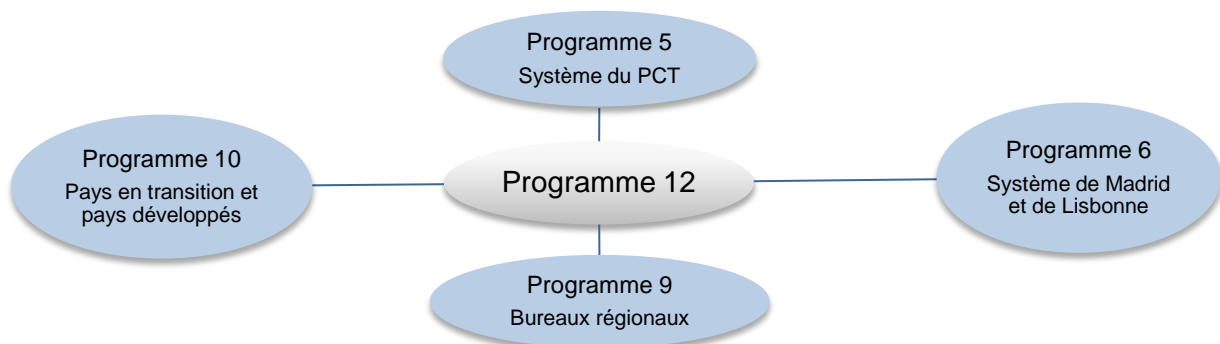 Programme 5
Système du PCT
Programme 10
Pays en transition et
pays développés
Programme 12
Programme 6
Système de Madrid
et de Lisbonne
Programme 9
Bureaux régionaux